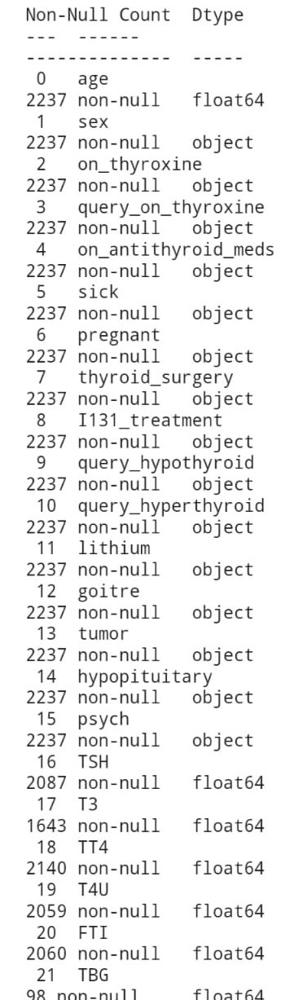 Non-Null Count  Dtype
---  ------
--------------  -----
 0   age
2237 non-null   float64
 1   sex
2237 non-null   object
 2   on_thyroxine
2237 non-null   object
 3   query_on_thyroxine
2237 non-null   object
 4   on_antithyroid_meds
2237 non-null   object
 5   sick
2237 non-null   object
 6   pregnant
2237 non-null   object
 7   thyroid_surgery
2237 non-null   object
 8   I131_treatment
2237 non-null   object
 9   query_hypothyroid
2237 non-null   object
 10  query_hyperthyroid
2237 non-null   object
 11  lithium
2237 non-null   object
 12  goitre
2237 non-null   object
 13  tumor
2237 non-null   object
 14  hypopituitary
2237 non-null   object
 15  psych
2237 non-null   object
 16  TSH
2087 non-null   float64
 17  T3
1643 non-null   float64
 18  TT4
2140 non-null   float64
 19  T4U
2059 non-null   float64
 20  FTI
2060 non-null   float64
 21  TBG
98 non-null     float64